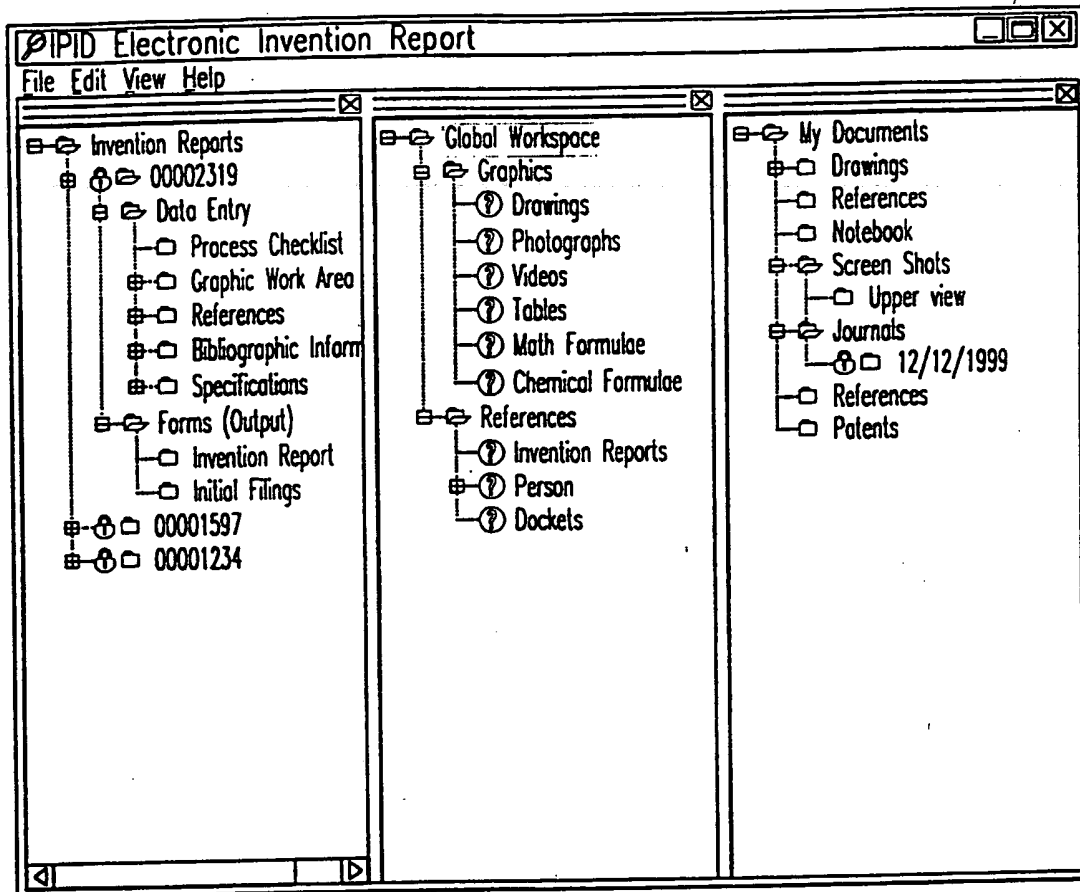 IPID Electronic Invention Report
File Edit View Help
Invention Reports
00002319
Data Entry
Process Checklist
Graphic Work Area
References
Bibliographic Inform
Specifications
Forms (Output)
Invention Report
Initial Filings
00001597
00001234
Global Workspace
Graphics
Drawings
Photographs
Videos
Tables
Math Formulae
Chemical Formulae
References
Invention Reports
Person
Dockets
My Documents
Drawings
References
Notebook
Screen Shots
Upper view
Journals
12/12/1999
References
Patents